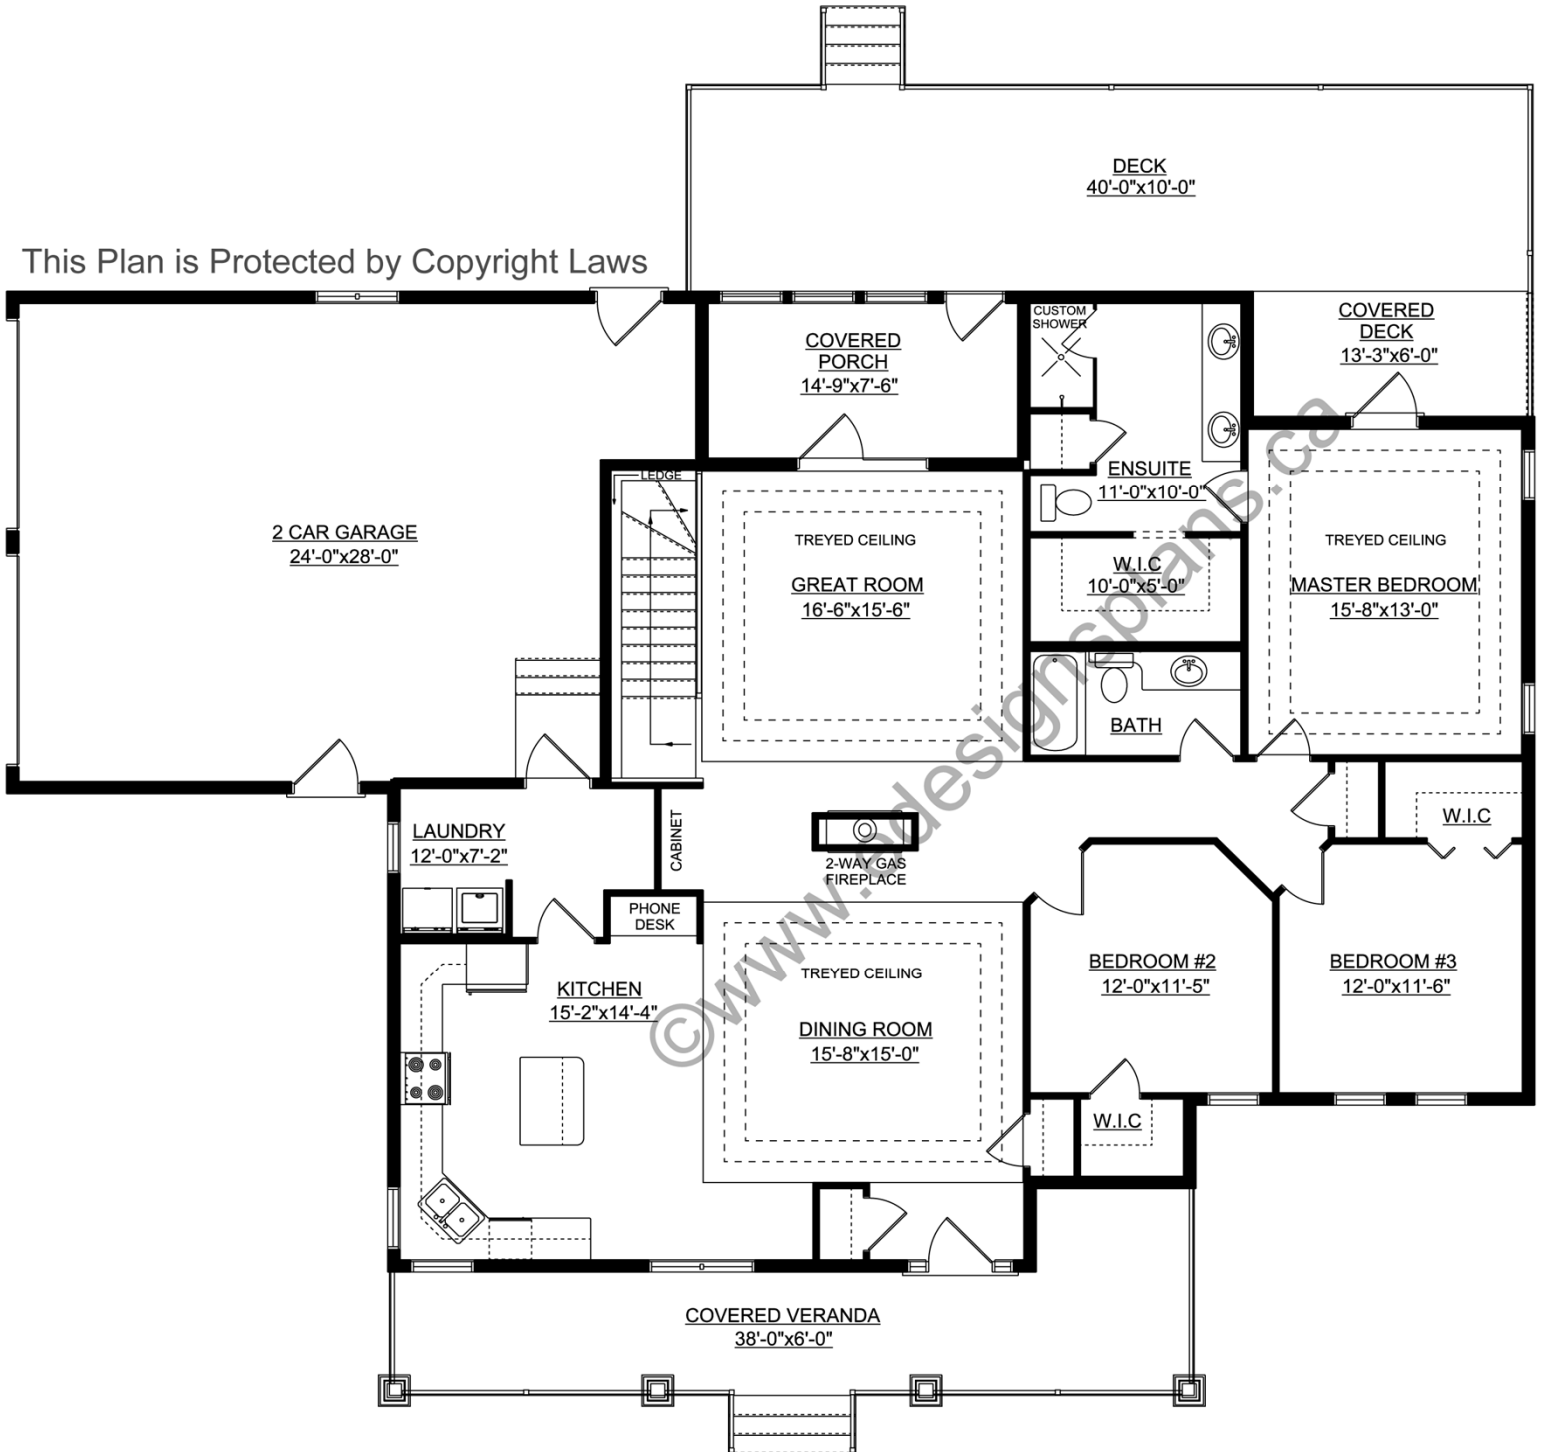 DECK
40'-0"x10'-0"
This Plan is Protected by Copyright Laws
COVERED
PORCH
14'-9"x7'-6"
CUSTOM
SHOWER
COVERED
DECK
13'-3"x6'-0"
LEDGE
ENSUITE
11'-0"x10'-0"
2 CAR GARAGE
24'-0"x28'-0"
TREYED CEILING
GREAT ROOM
16'-6"x15'-6"
W.I.C
10'-0"x5'-0"
TREYED CEILING
MASTER BEDROOM
15'-8"x13'-0"
BATH
LAUNDRY
12'-0"x7'-2"
CABINET
2-WAY GAS
FIREPLACE
W.I.C
PHONE
DESK
KITCHEN
15'-2"x14'-4"
TREYED CEILING
DINING ROOM
15'-8"x15'-0"
BEDROOM #2
12'-0"x11'-5"
BEDROOM #3
12'-0"x11'-6"
W.I.C
COVERED VERANDA
38'-0"x6'-0"
©www.edesignsplans.ca